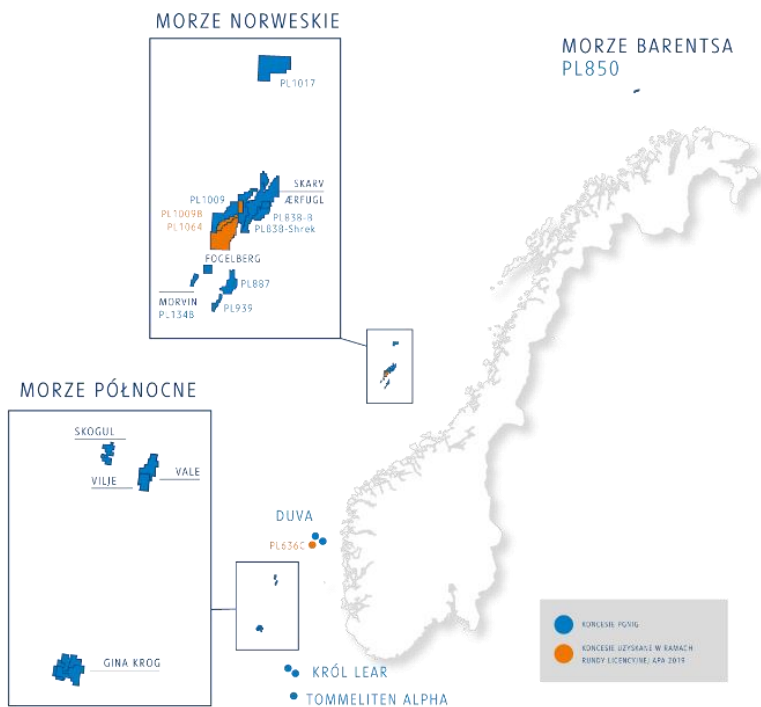 MORZE NORWESKIE
PL1017
SKARV
PL1009
ÆRFUGL
PL1009B
PL838-B
PL1064
PL838-Shrek
FOGELBERG
PL887
MORVIN
PL134B
PL939
MORZE BARENTSA
PL850
MORZE PÓŁNOCNE
SKOGUL
VILJE
VALE
GINA KROG
DUVA
PL636C
KRÓL LEAR
TOMMELITEN ALPHA
KONCESJE PGNIG
KONCESJE UZYSKANE W RAMACH
RUNDY LICENCYJNEJ APA 2019